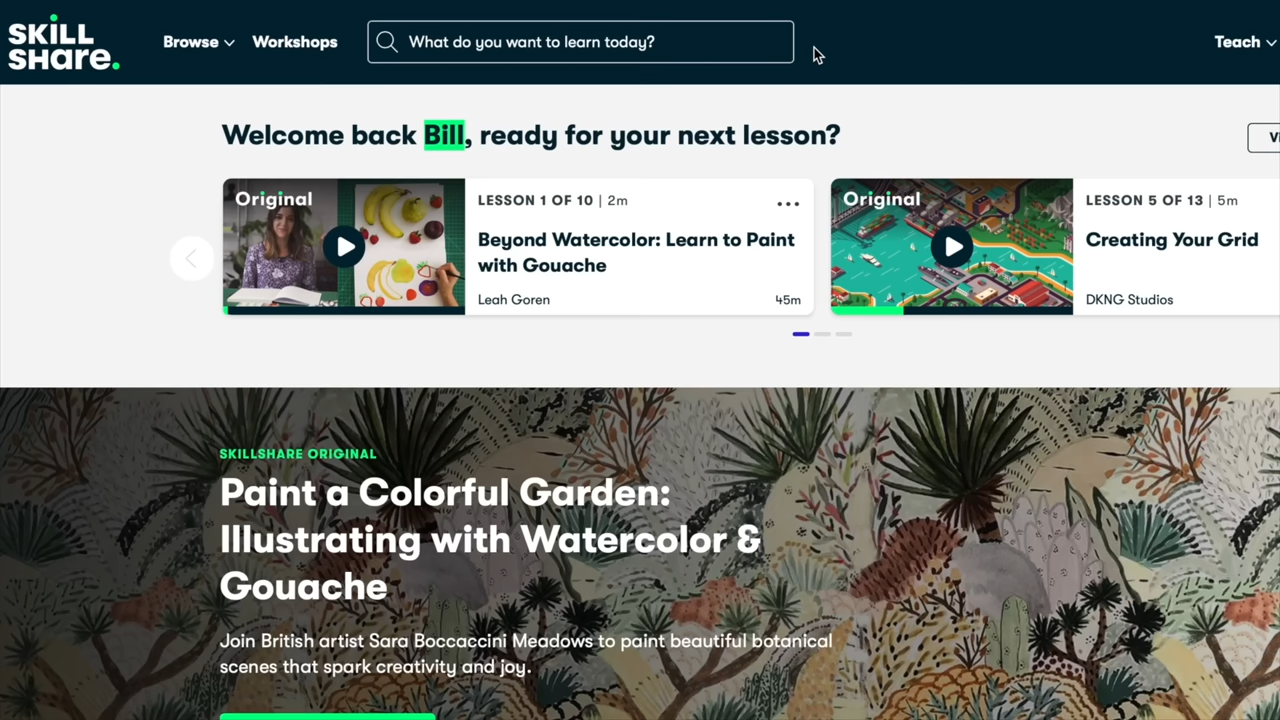 SKILL
SHARE.
Browse
Workshops
What do you want to learn today?
Teach
Welcome back Bill, ready for your next lesson?
Original
LESSON 1 OF 10 | 2m
Beyond Watercolor: Learn to Paint
with Gouache
Leah Goren
45m
Original
LESSON 5 OF 13 | 5m
Creating Your Grid
DKNG Studios
SKILLSHARE ORIGINAL
Paint a Colorful Garden:
Illustrating with Watercolor &
Gouache
Join British artist Sara Boccaccini Meadows to paint beautiful botanical
scenes that spark creativity and joy.